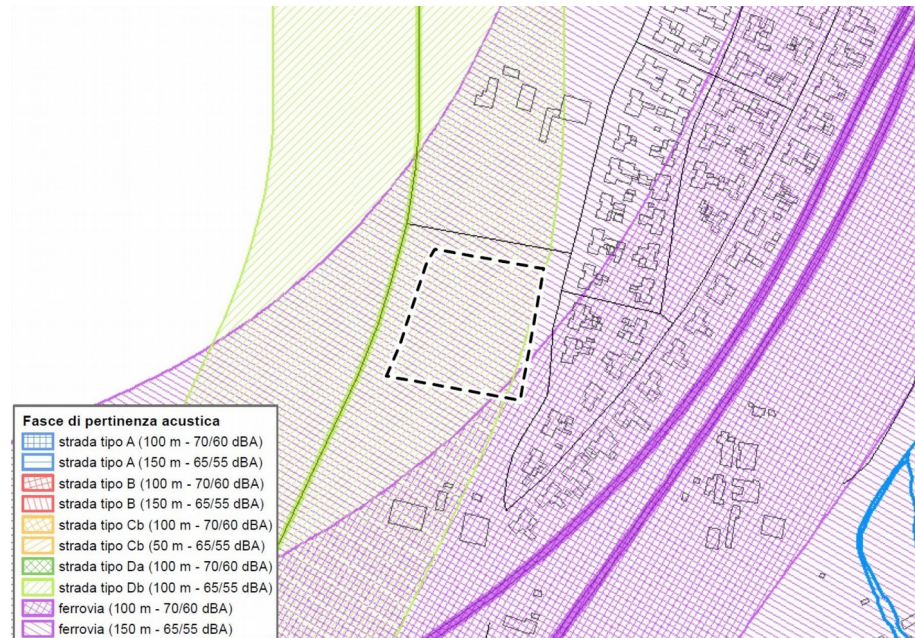 Fasce di pertinenza acustica
strada tipo A (100 m - 70/60 dBA)
strada tipo A (150 m - 65/55 dBA)
strada tipo B (100 m - 70/60 dBA)
strada tipo B (150 m - 65/55 dBA)
strada tipo Cb (100 m - 70/60 dBA)
strada tipo Cb (50 m - 65/55 dBA)
strada tipo Da (100 m - 70/60 dBA)
strada tipo Db (100 m - 65/55 dBA)
ferrovia (100 m - 70/60 dBA)
ferrovia (150 m - 65/55 dBA)